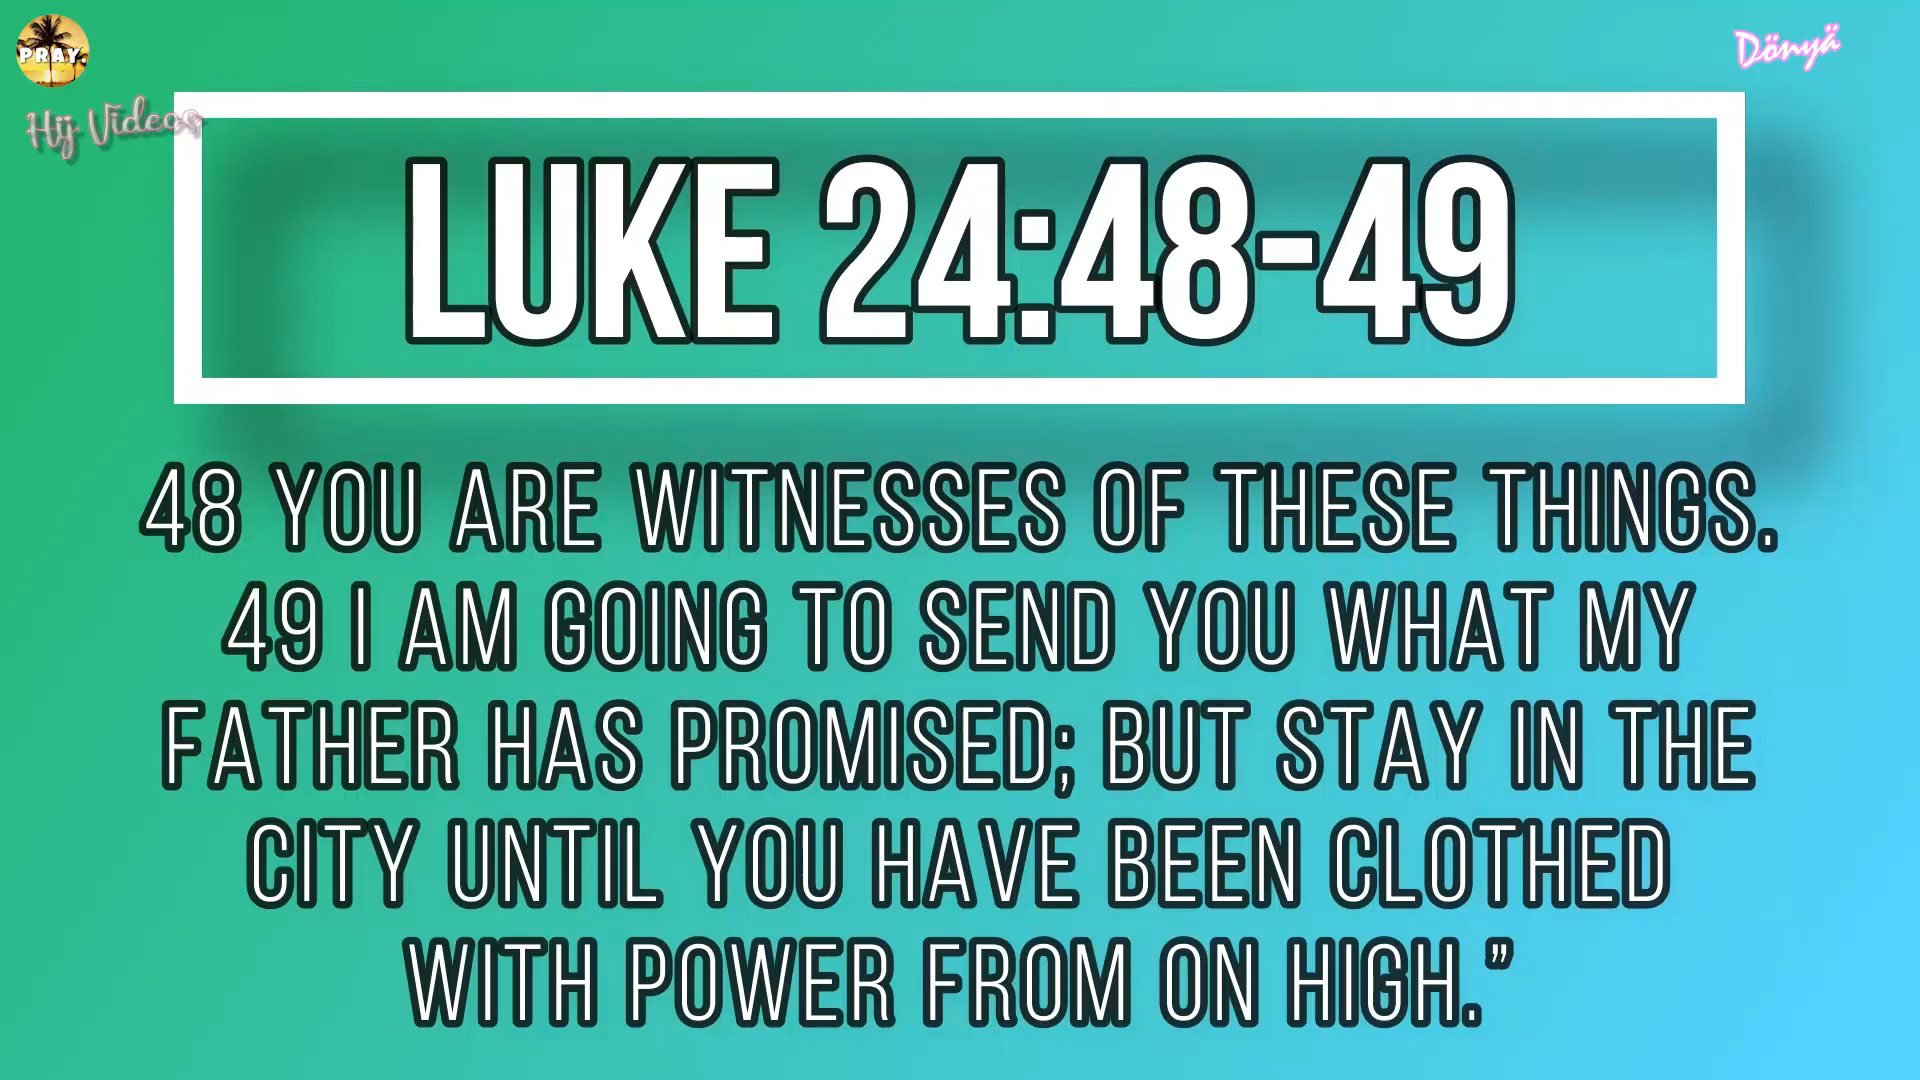 PRAY.
Dönyä
Hij Videos
LUKE 24:48-49
48 YOU ARE WITNESSES OF THESE THINGS.
49 I AM GOING TO SEND YOU WHAT MY
FATHER HAS PROMISED; BUT STAY IN THE
CITY UNTIL YOU HAVE BEEN CLOTHED
WITH POWER FROM ON HIGH.”